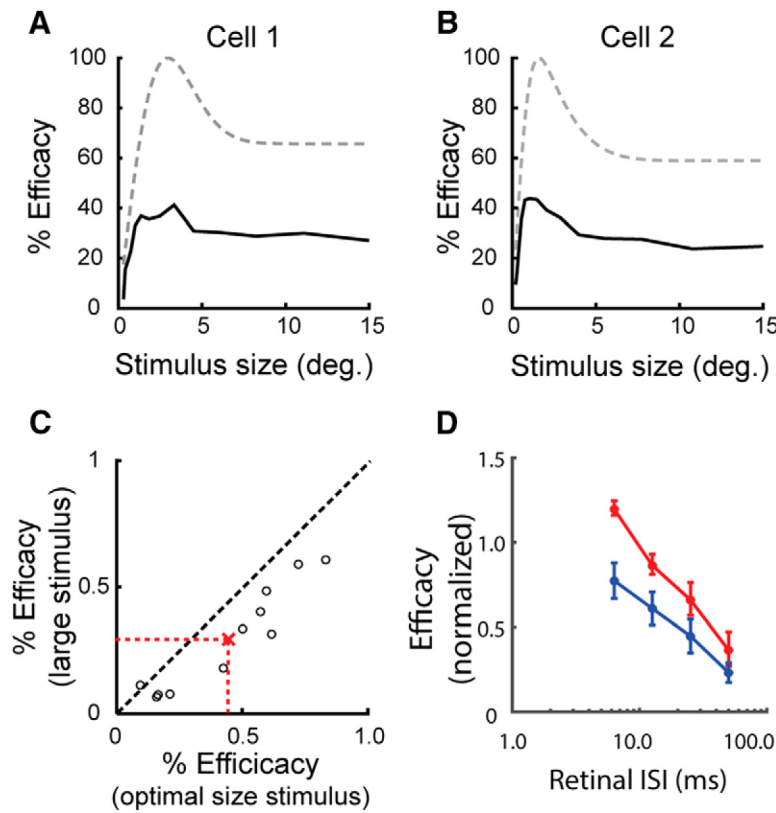 A
Cell 1
B
Cell 2
% Efficacy
100
80
60
40
20
0
0
5
10
15
Stimulus size (deg.)
% Efficacy
100
80
60
40
20
0
0
5
10
15
Stimulus size (deg.)
C
% Efficacy
(large stimulus)
1
0.5
0
0
0.5
1.0
% Efficicacy
(optimal size stimulus)
D
Efficacy
(normalized)
1.5
1.0
0.5
0
1.0
10.0
100.0
Retinal ISI (ms)